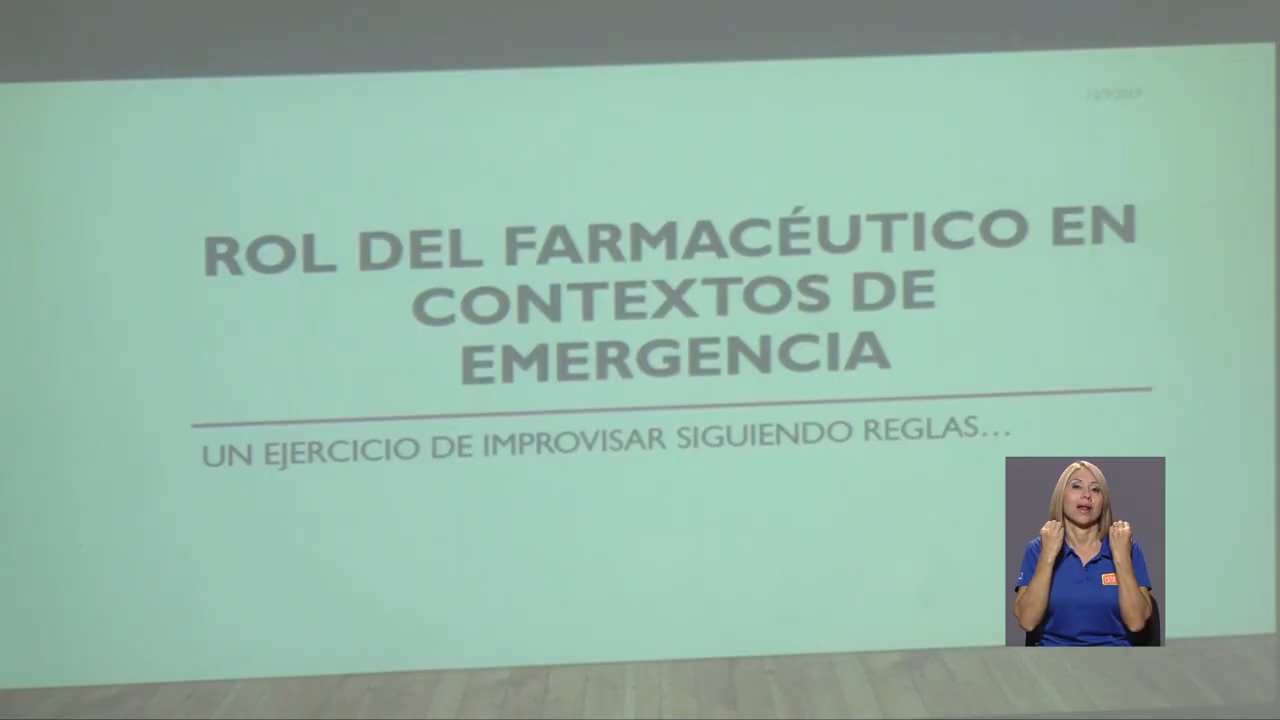 ROL DEL FARMACÉUTICO EN
CONTEXTOS DE
EMERGENCIA
UN EJERCICIO DE IMPROVISAR SIGUIENDO REGLAS...